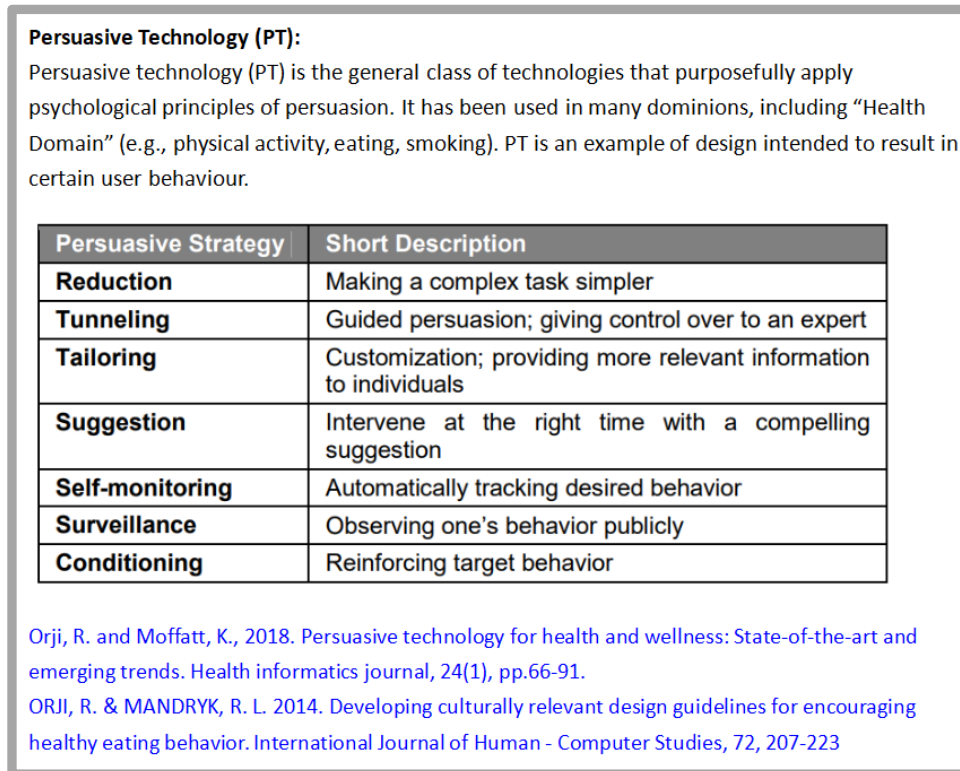 Persuasive Technology (PT):
Persuasive technology (PT) is the general class of technologies that purposefully apply
psychological principles of persuasion. It has been used in many dominions, including “Health
Domain” (e.g., physical activity, eating, smoking). PT is an example of design intended to result in
certain user behaviour.
Persuasive Strategy Short Description
Reduction Making a complex task simpler
Tunneling Guided persuasion; giving control over to an expert
Tailoring Customization; providing more relevant information
to individuals
Suggestion Intervene at the right time with a compelling
suggestion
Self-monitoring Automatically tracking desired behavior
Surveillance Observing one’s behavior publicly
Conditioning Reinforcing target behavior
Orji, R. and Moffatt, K., 2018. Persuasive technology for health and wellness: State-of-the-art and
emerging trends. Health informatics journal, 24(1), pp.66-91.
ORJI, R. & MANDRYK, R. L. 2014. Developing culturally relevant design guidelines for encouraging
healthy eating behavior. International Journal of Human - Computer Studies, 72, 207-223